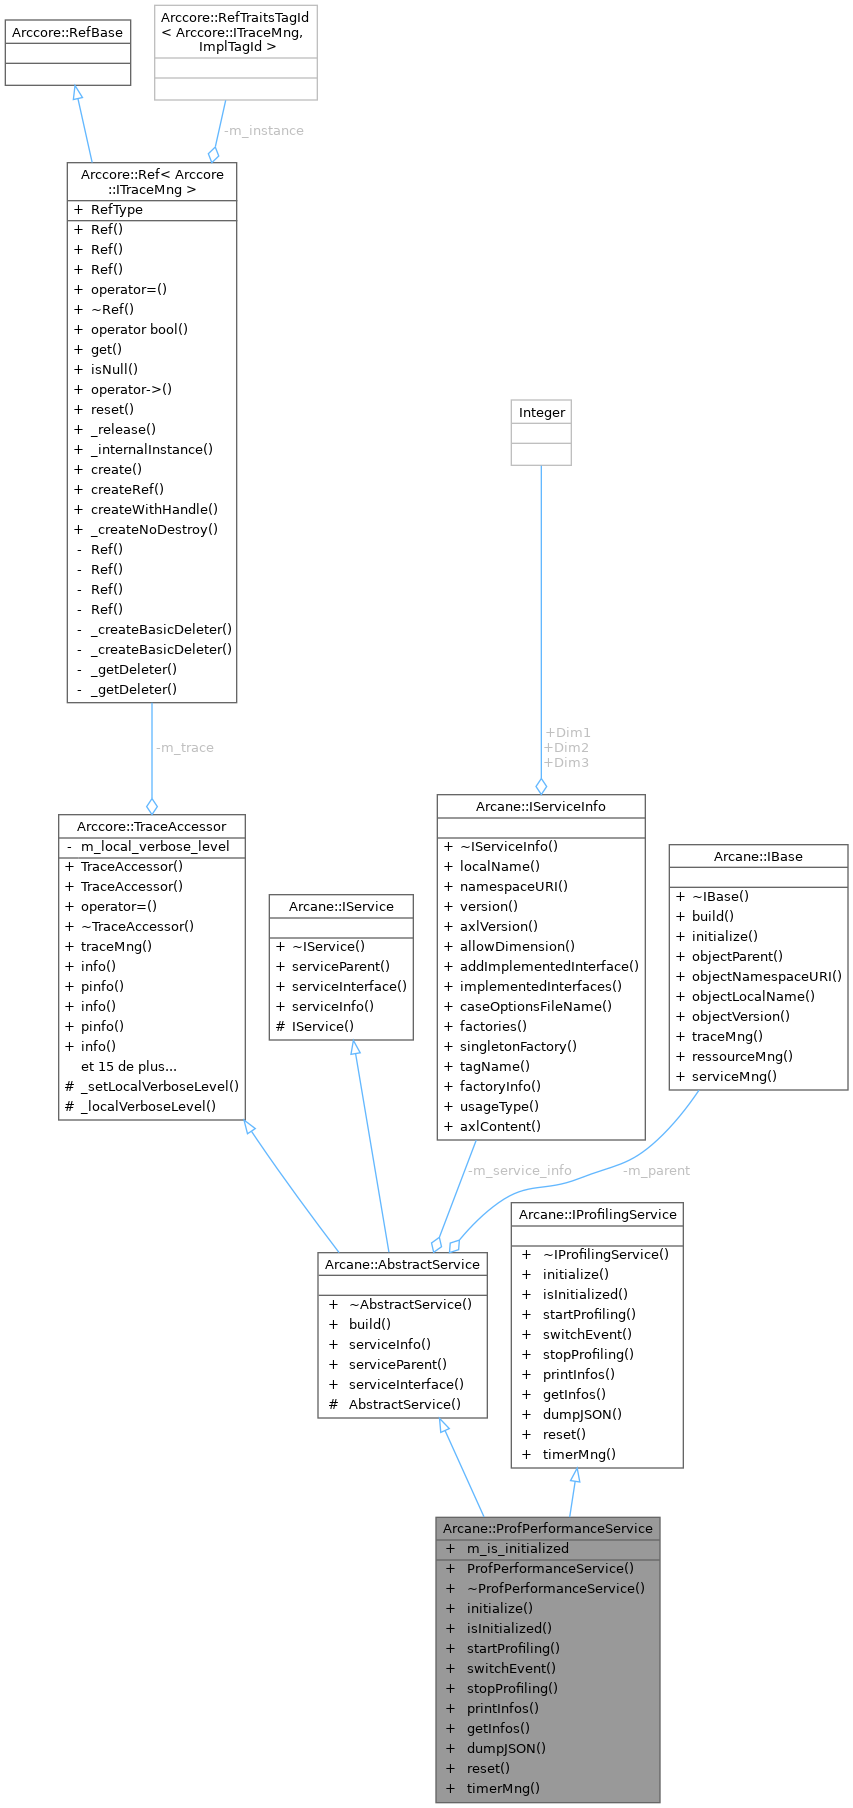 Arccore::RefBase
Arccore::RefTraitsTagId
< Arccore::ITraceMng,
ImplTagId >
-m_instance
Arccore::Ref< Arccore
::ITraceMng >
+ RefType
+ Ref()
+ Ref()
+ Ref()
+ operator=()
+ ~Ref()
+ operator bool()
+ get()
+ isNull()
+ operator->()
+ reset()
+ _release()
+ _internalInstance()
+ create()
+ createRef()
+ createWithHandle()
+ _createNoDestroy()
- Ref()
- Ref()
- Ref()
- Ref()
- _createBasicDeleter()
- _createBasicDeleter()
- _getDeleter()
- _getDeleter()
Integer
-m_trace
+Dim1
+Dim2
+Dim3
Arccore::TraceAccessor
- m_local_verbose_level
+ TraceAccessor()
+ TraceAccessor()
+ operator=()
+ ~TraceAccessor()
+ traceMng()
+ info()
+ pinfo()
+ info()
+ pinfo()
+ info()
et 15 de plus...
# _setLocalVerboseLevel()
# _localVerboseLevel()
Arcane::IService
+ ~IService()
+ serviceParent()
+ serviceInterface()
+ serviceInfo()
# IService()
Arcane::IServiceInfo
+ ~IServiceInfo()
+ localName()
+ namespaceURI()
+ version()
+ axlVersion()
+ allowDimension()
+ addImplementedInterface()
+ implementedInterfaces()
+ caseOptionsFileName()
+ factories()
+ singletonFactory()
+ tagName()
+ factoryInfo()
+ usageType()
+ axlContent()
Arcane::IBase
+ ~IBase()
+ build()
+ initialize()
+ objectParent()
+ objectNamespaceURI()
+ objectLocalName()
+ objectVersion()
+ traceMng()
+ ressourceMng()
+ serviceMng()
-m_service_info
-m_parent
Arcane::AbstractService
+ ~AbstractService()
+ build()
+ serviceInfo()
+ serviceParent()
+ serviceInterface()
# AbstractService()
Arcane::IProfilingService
+ ~IProfilingService()
+ initialize()
+ isInitialized()
+ startProfiling()
+ switchEvent()
+ stopProfiling()
+ printInfos()
+ getInfos()
+ dumpJSON()
+ reset()
+ timerMng()
Arcane::ProfPerformanceService
+ m_is_initialized
+ ProfPerformanceService()
+ ~ProfPerformanceService()
+ initialize()
+ isInitialized()
+ startProfiling()
+ switchEvent()
+ stopProfiling()
+ printInfos()
+ getInfos()
+ dumpJSON()
+ reset()
+ timerMng()